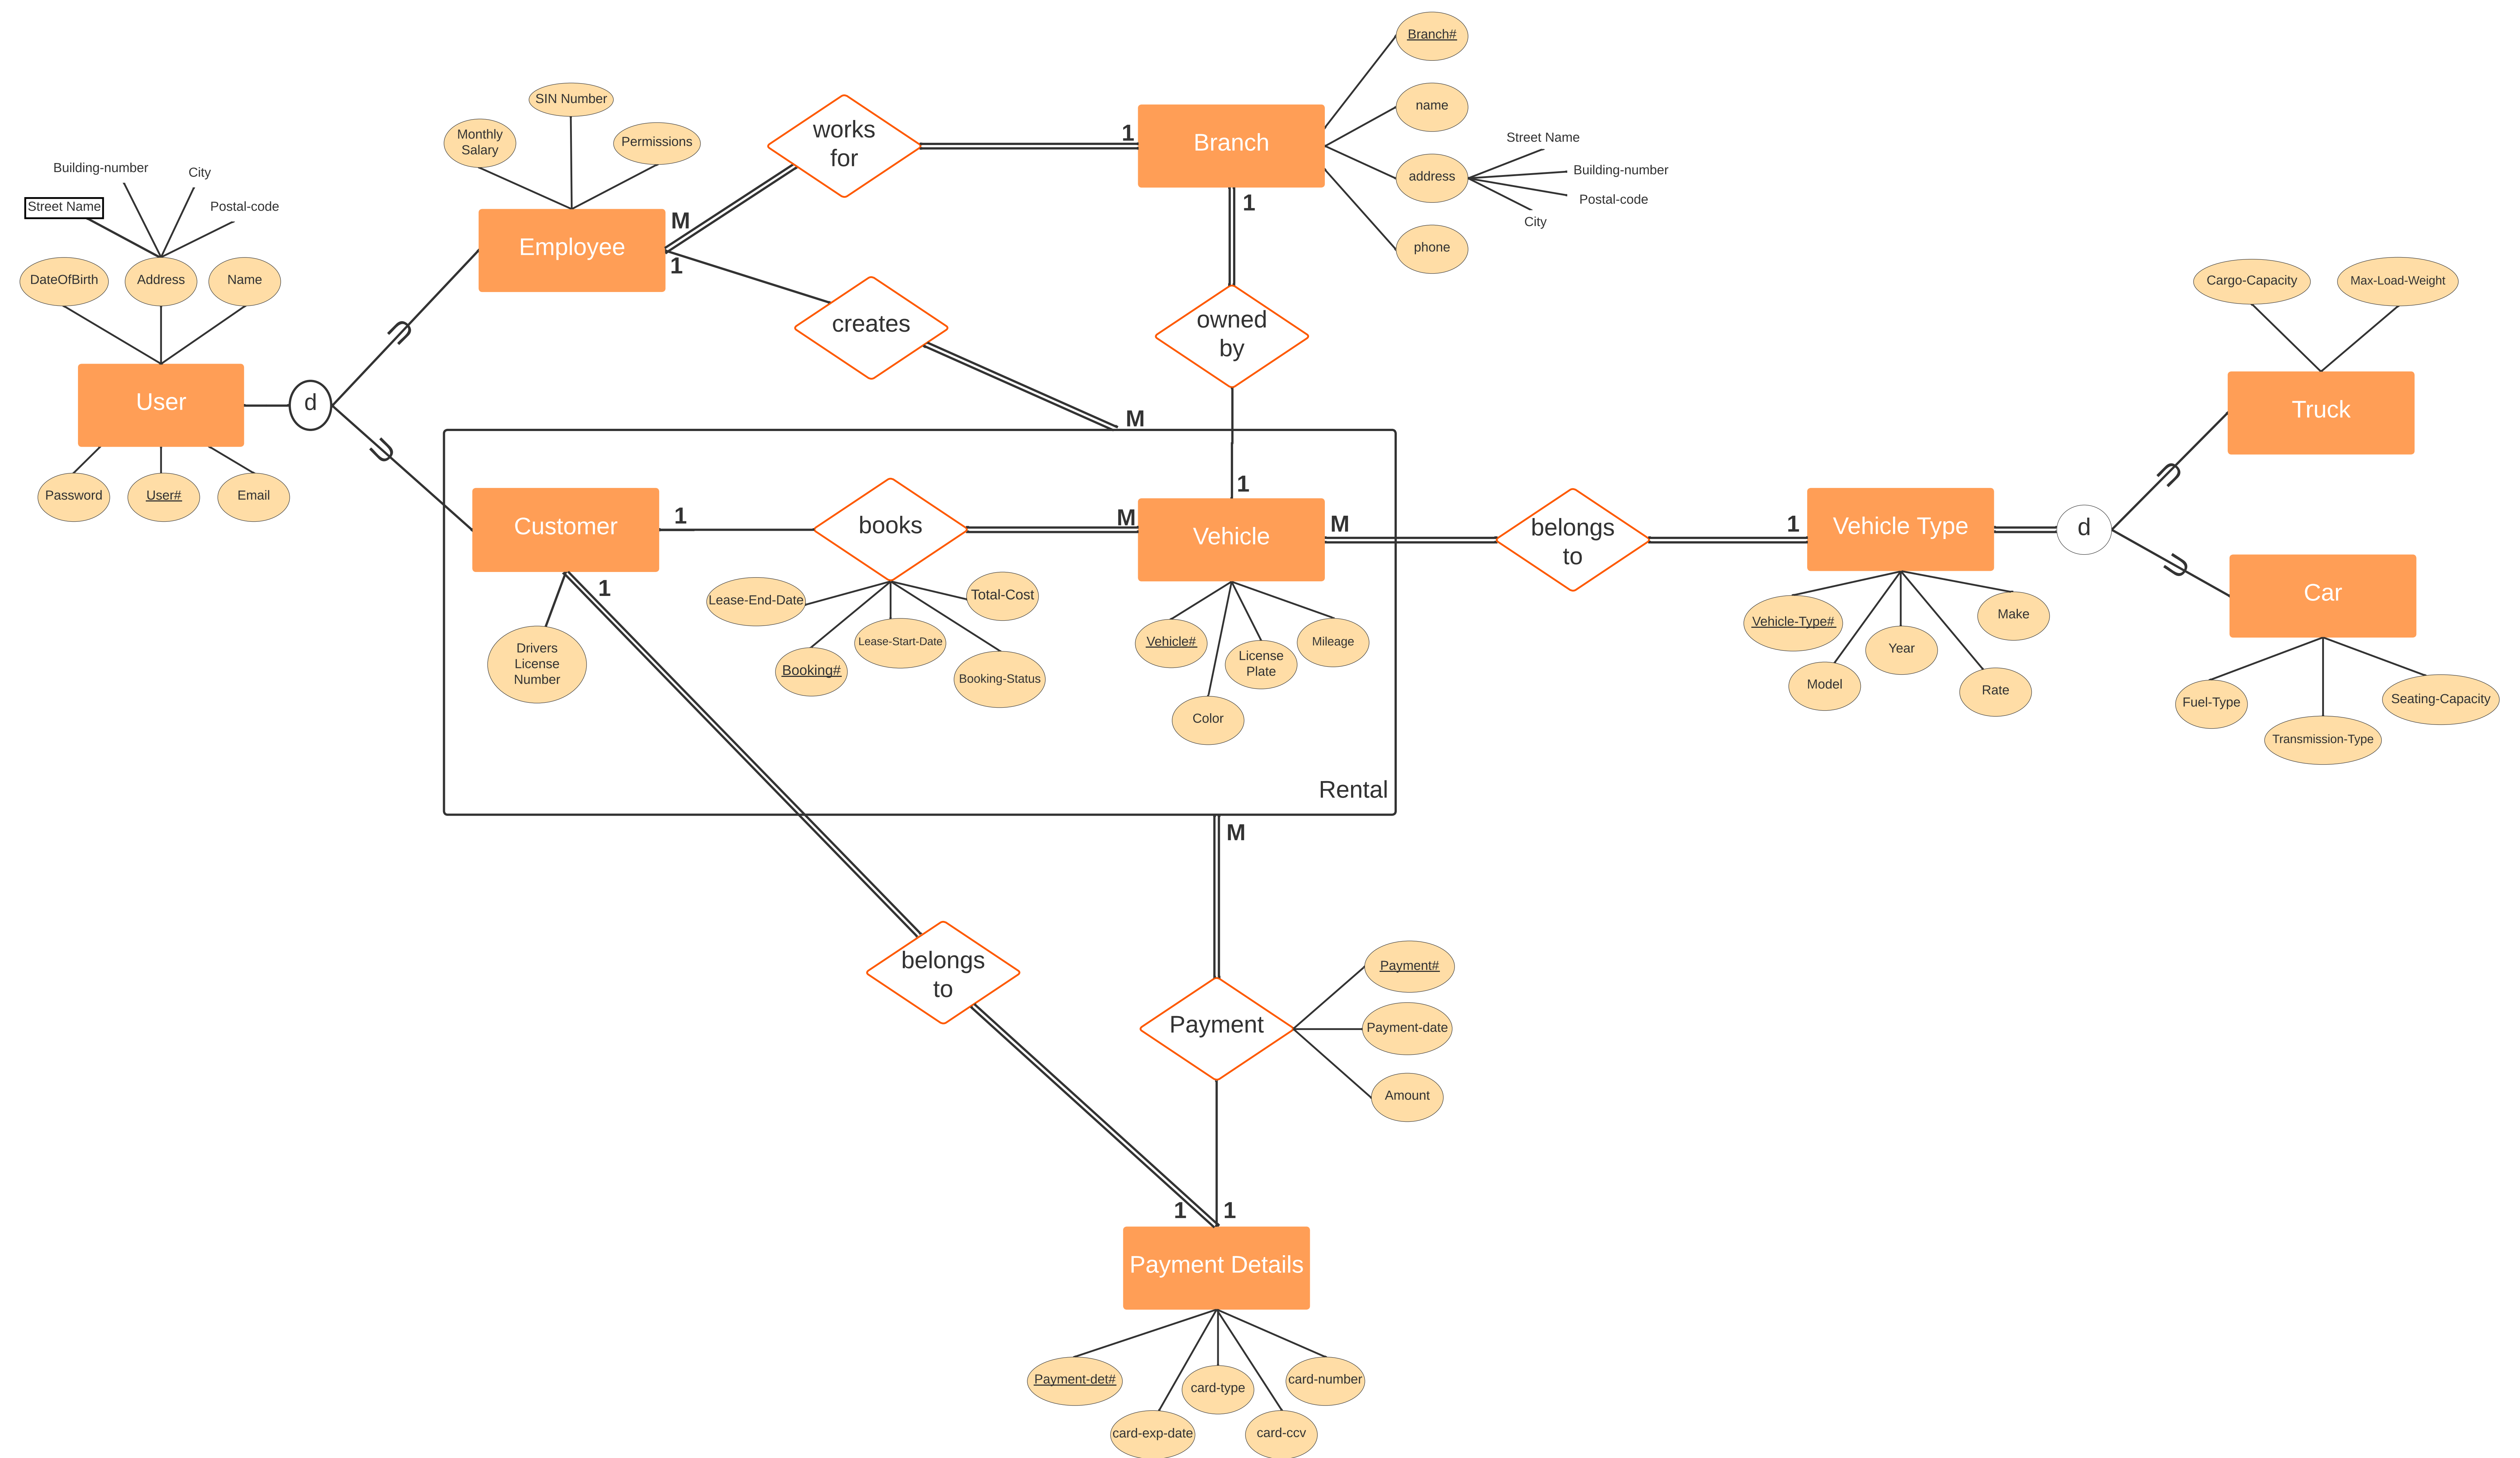 Branch#
SIN Number
name
Monthly
Salary
Permissions
works
for
1
Branch
Street Name
Building-number
City
address
Building-number
Postal-code
Street Name
Postal-code
City
M
1
Employee
phone
1
DateOfBirth
Address
Name
Cargo-Capacity
Max-Load-Weight
creates
owned
by
User
d
M
Truck
Password
User#
Email
1
Customer
1
books
M
Vehicle
M
belongs
to
1
Vehicle Type
d
1
Lease-End-Date
Total-Cost
Car
Drivers
License
Number
Lease-Start-Date
Booking#
Booking-Status
Vehicle#
License
Plate
Mileage
Color
Vehicle-Type#
Make
Year
Model
Rate
Fuel-Type
Seating-Capacity
Transmission-Type
Rental
M
belongs
to
Payment#
Payment
Payment-date
Amount
1
1
Payment Details
Payment-det#
card-type
card-number
card-exp-date
card-ccv